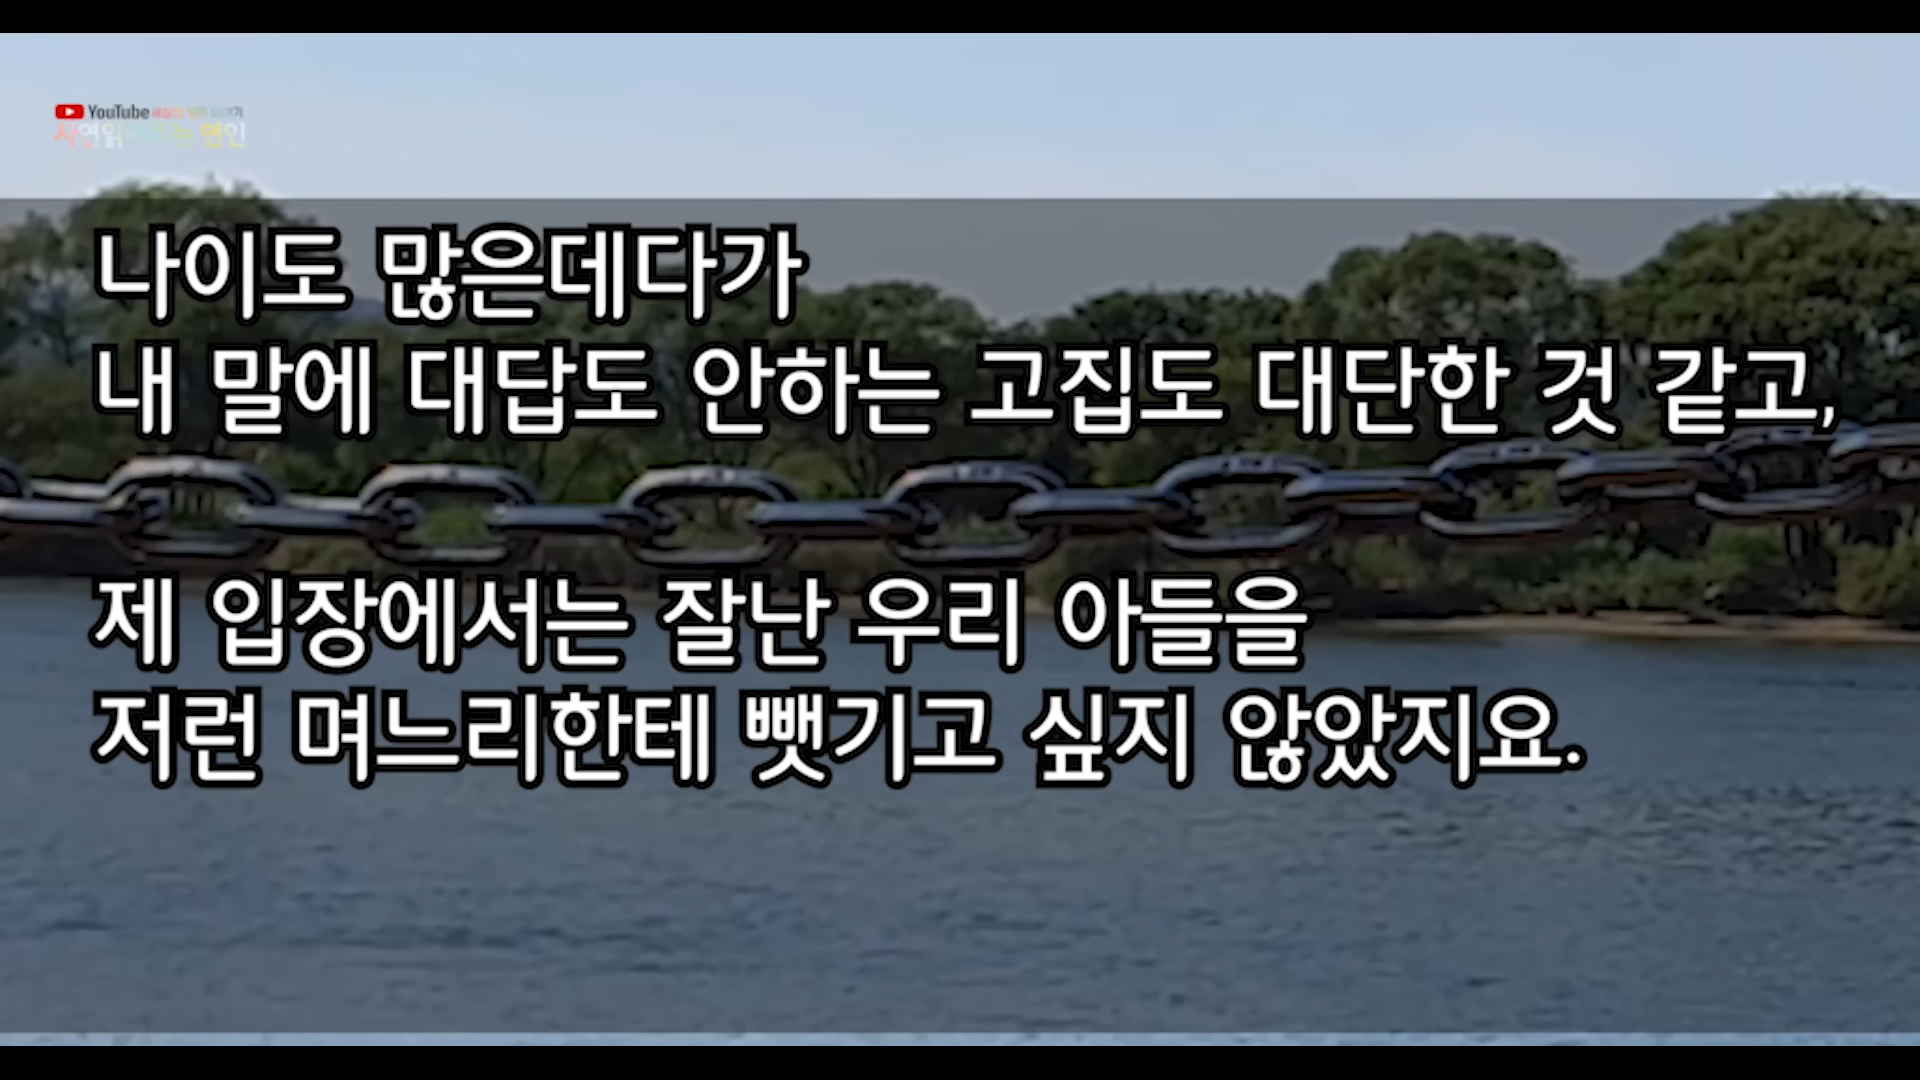 YouTube
나이도 많은데다가
내 말에 대답도 안하는 고집도 대단한 것 같고,
제 입장에서는 잘난 우리 아들을
저런 며느리한테 뺏기고 싶지 않았지요.